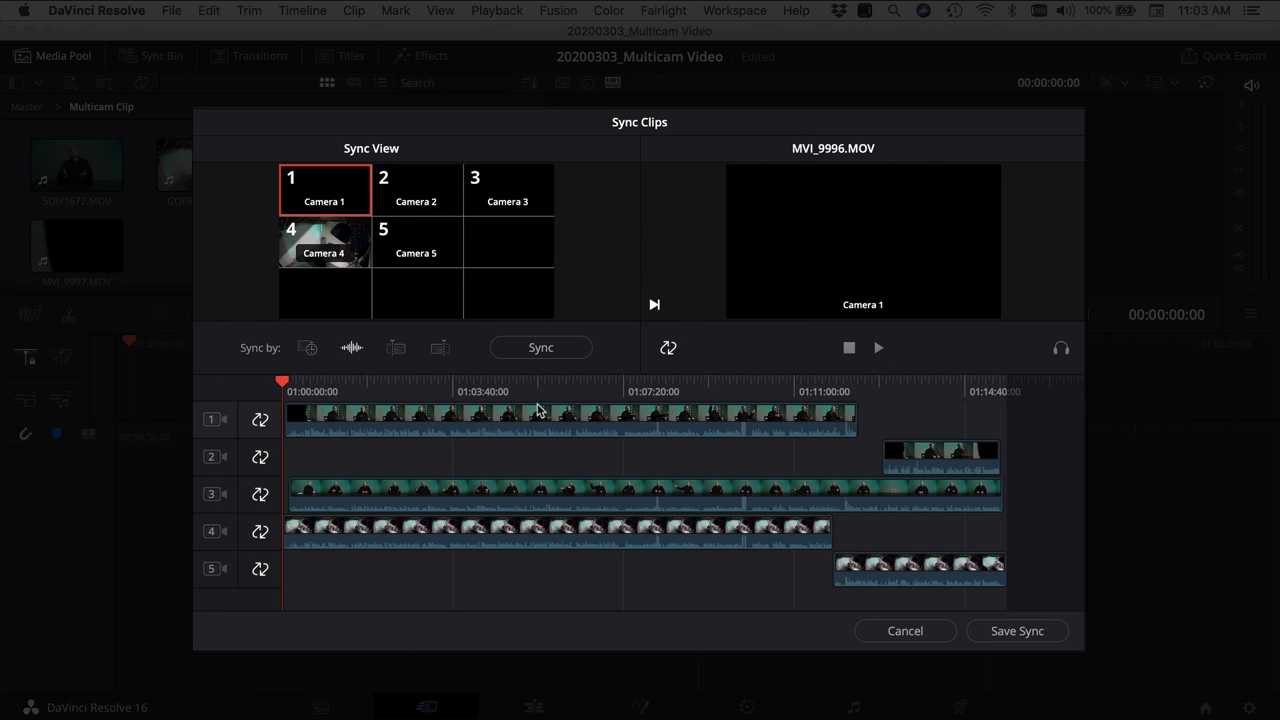 DaVinci Resolve File Edit Trim Timeline Clip Mark View Playback Fusion Color Fairlight Workspace Help 100% 11:03 AM
20200303_Multicam Video
Media Pool Sync Bin Transitions Titles Effects 20200303_Multicam Video Edited Quick Export
Search 00:00:00:00
Master > Multicam Clip
Sync Clips
Sync View MVI_9996.MOV
1 2 3
Camera 1 Camera 2 Camera 3 Camera 1
SDIV1672.MOV GOPR
4 5
Camera 4 Camera 5
MVI_9997.MOV
00:00:00:00
Sync by: Sync
01:00:00:00 01:03:40:00 01:07:20:00 01:11:00:00 01:14:40:00
1
2
3
4
5
Cancel Save Sync
DaVinci Resolve 16